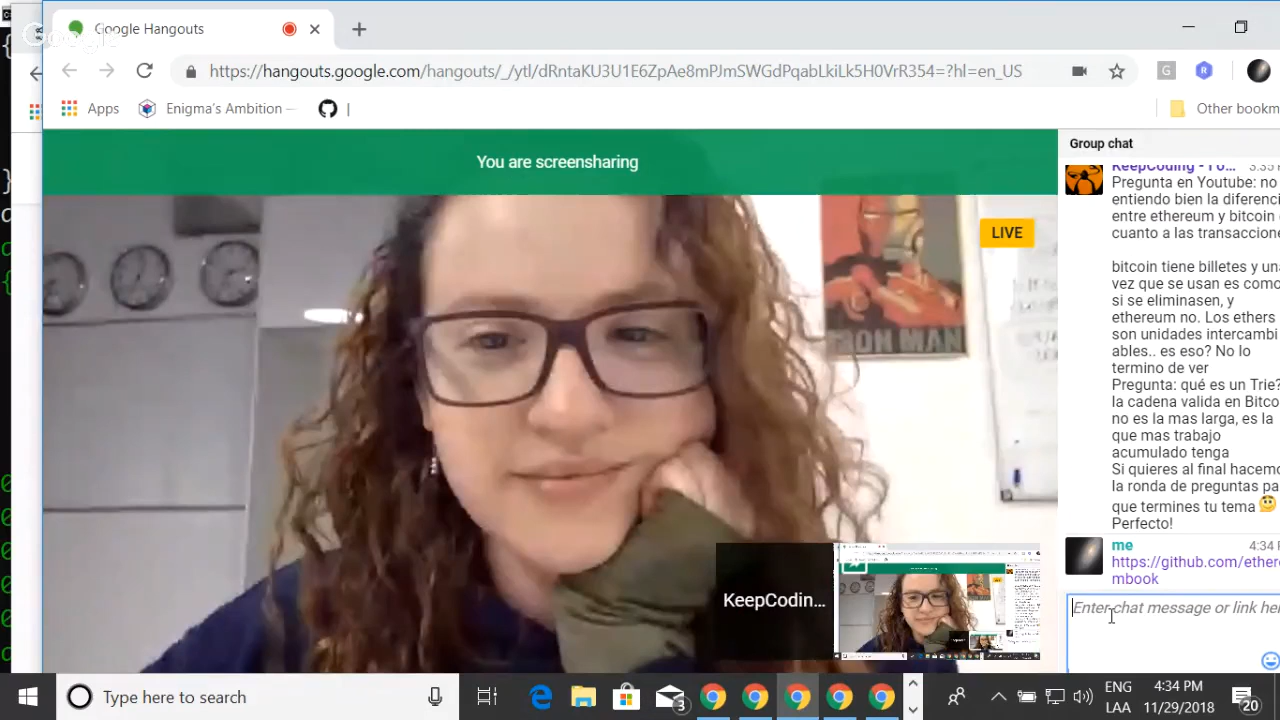 Google Hangouts
https://hangouts.google.com/hangouts/_/ytl/dRntaKU3U1E6ZpAe8mPJmSWGdPqabLkiLk5H0VrR354=?hl=en_US
Apps
Enigma's Ambition –
Other bookm
You are screensharing
Group chat
LIVE
IRON MAN
KeepCoding - Fo...
Pregunta en Youtube: no
entiendo bien la diferenci
entre ethereum y bitcoin
cuanto a las transaccione
bitcoin tiene billetes y una
vez que se usan es como
si se eliminasen, y
ethereum no. Los ethers
son unidades intercambi
ables.. es eso? No lo
termino de ver
Pregunta: qué es un Trie?
la cadena valida en Bitco
no es la mas larga, es la
que mas trabajo
acumulado tenga
Si quieres al final hacemo
la ronda de preguntas pa
que termines tu tema
Perfecto!
me
4:34 P
https://github.com/ethere
mbook
Enter chat message or link he
KeepCodin...
Type here to search
3
ENG
LAA
4:34 PM
11/29/2018
20